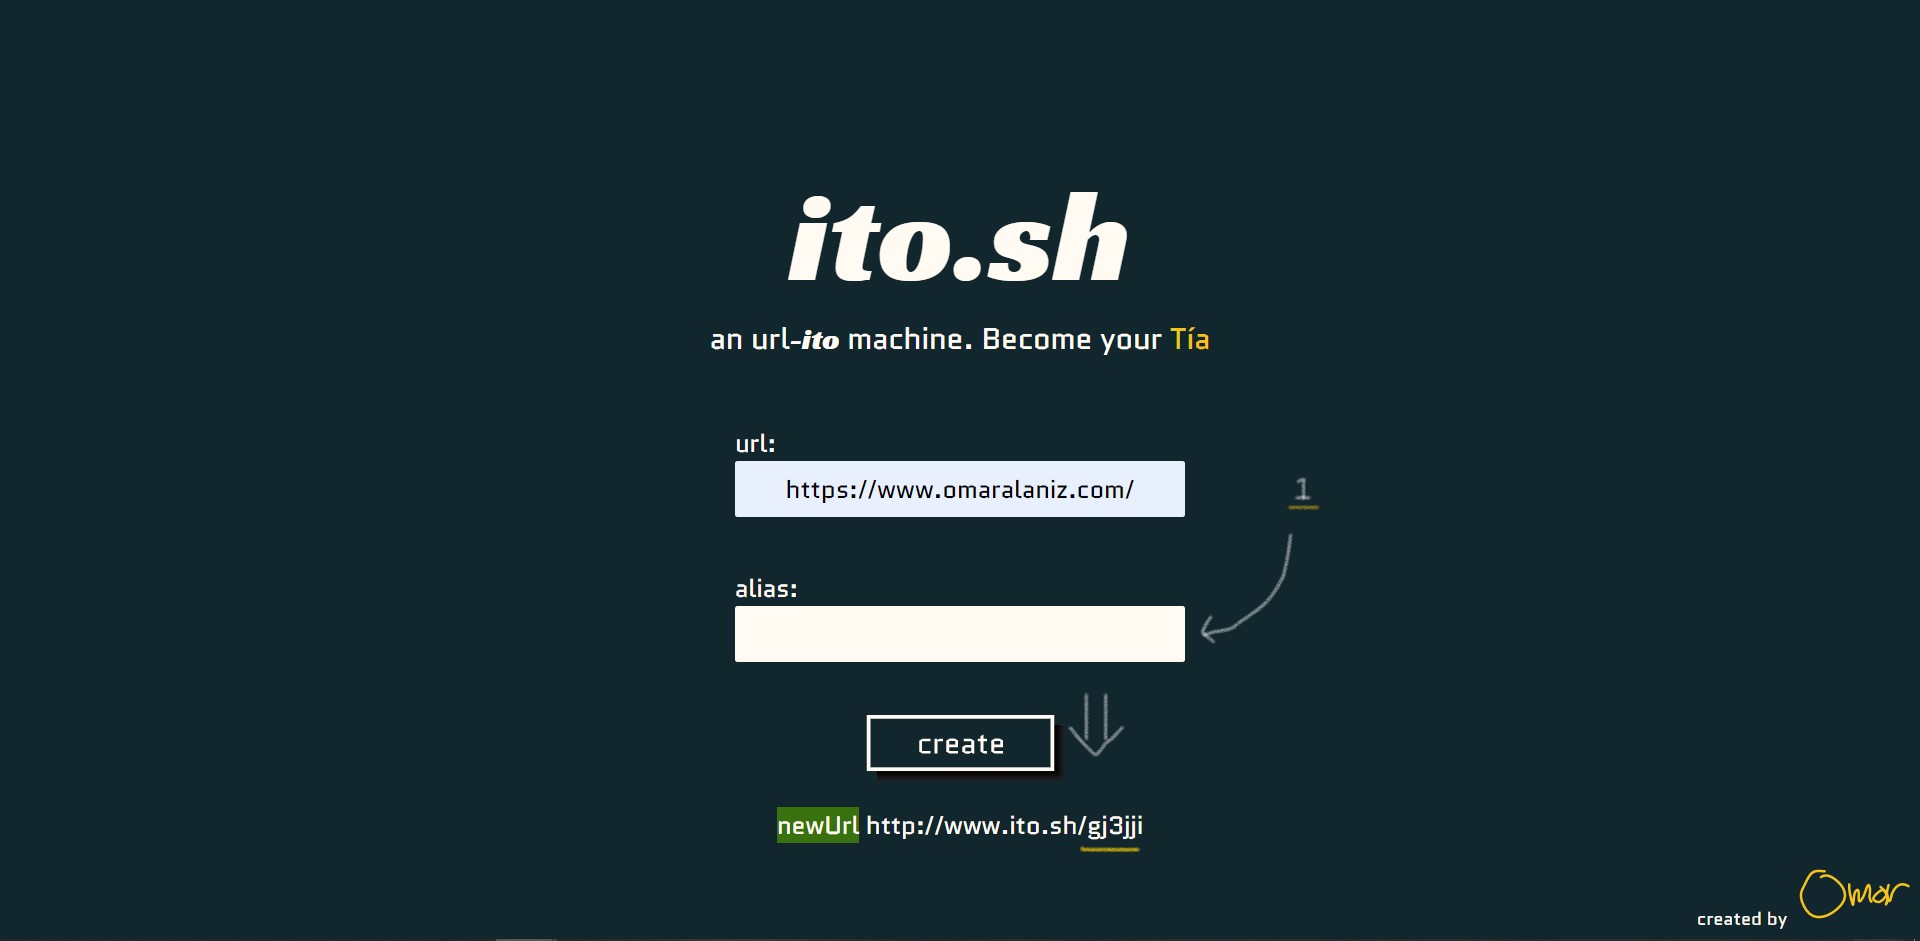 ito.sh
an url-ito machine. Become your Tía
url:
https://www.omaralaniz.com/
1
alias:
create
newUrl http://www.ito.sh/gj3jji
created by Omar